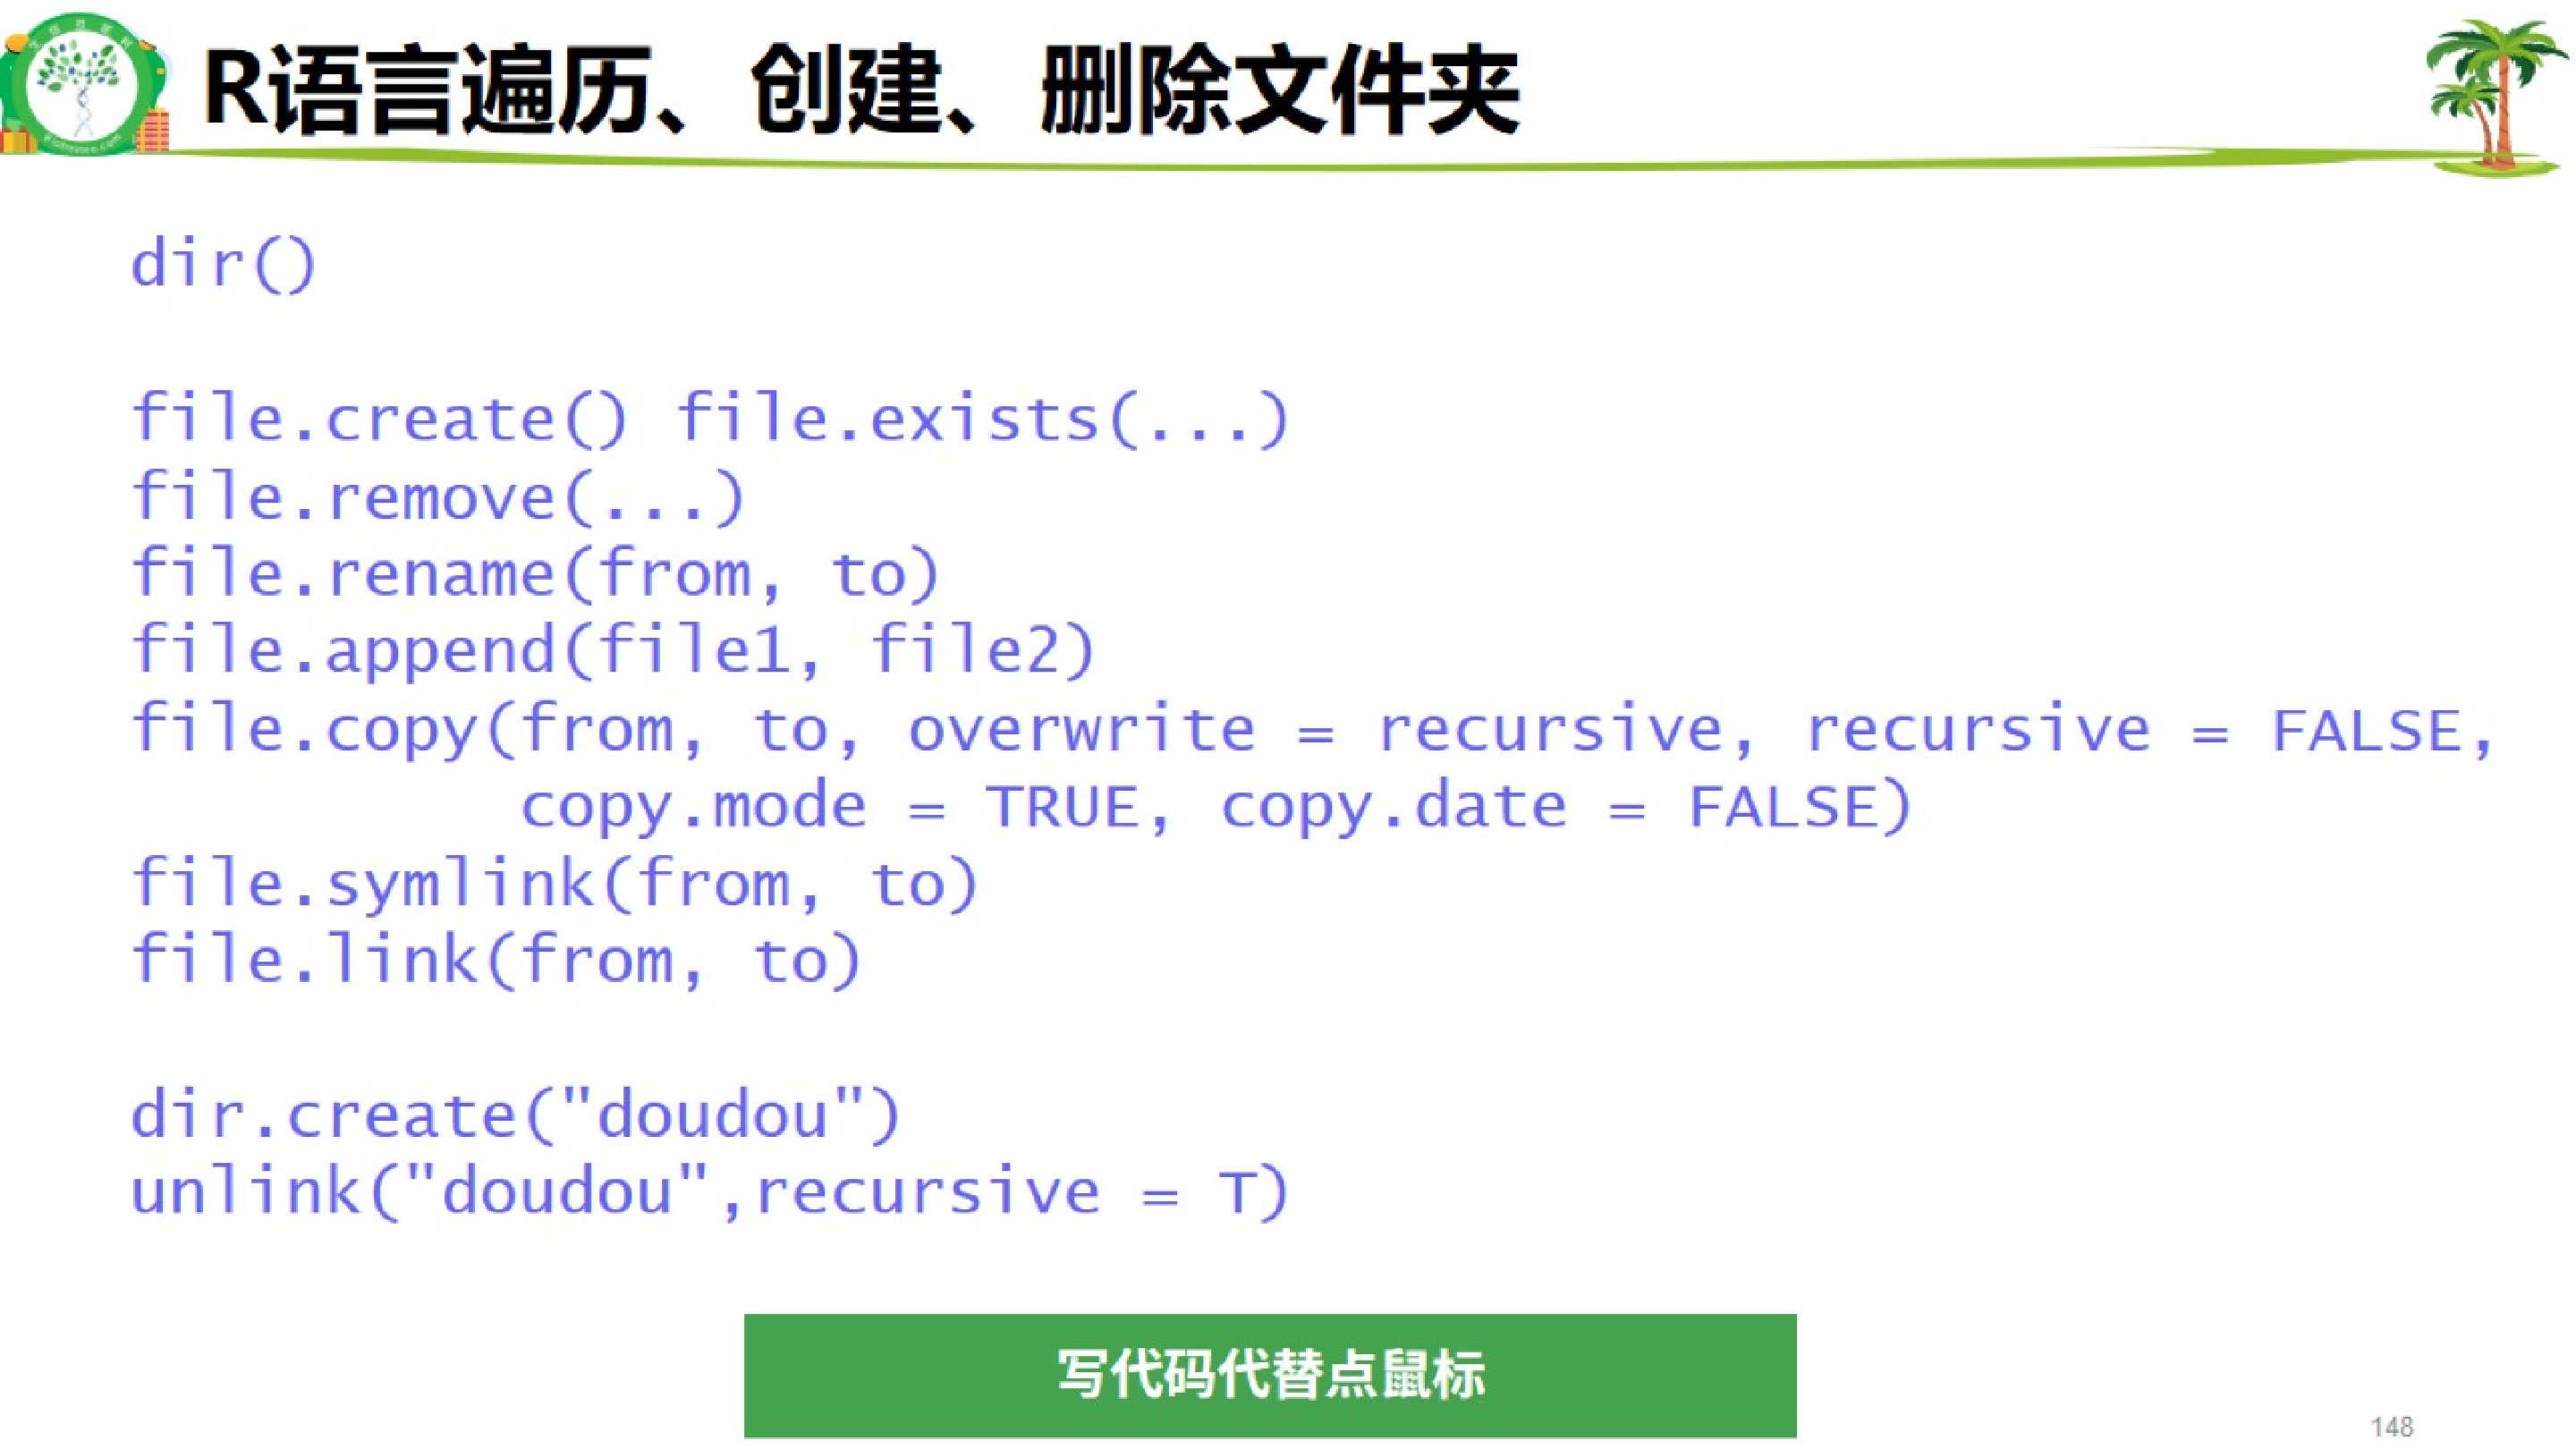 R语言遍历、创建、删除文件夹
dir()
file.create() file.exists(...)
file.remove(...)
file.rename(from, to)
file.append(file1, file2)
file.copy(from, to, overwrite = recursive, recursive = FALSE,
copy.mode = TRUE, copy.date = FALSE)
file.symlink(from, to)
file.link(from, to)
dir.create("doudou")
unlink("doudou",recursive = T)
写代码代替点鼠标
148